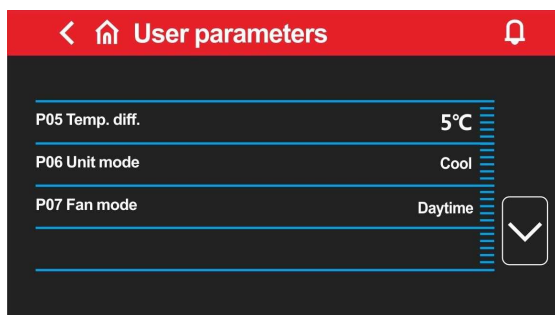 User parameters
P05 Temp. diff. 5℃
P06 Unit mode Cool
P07 Fan mode Daytime